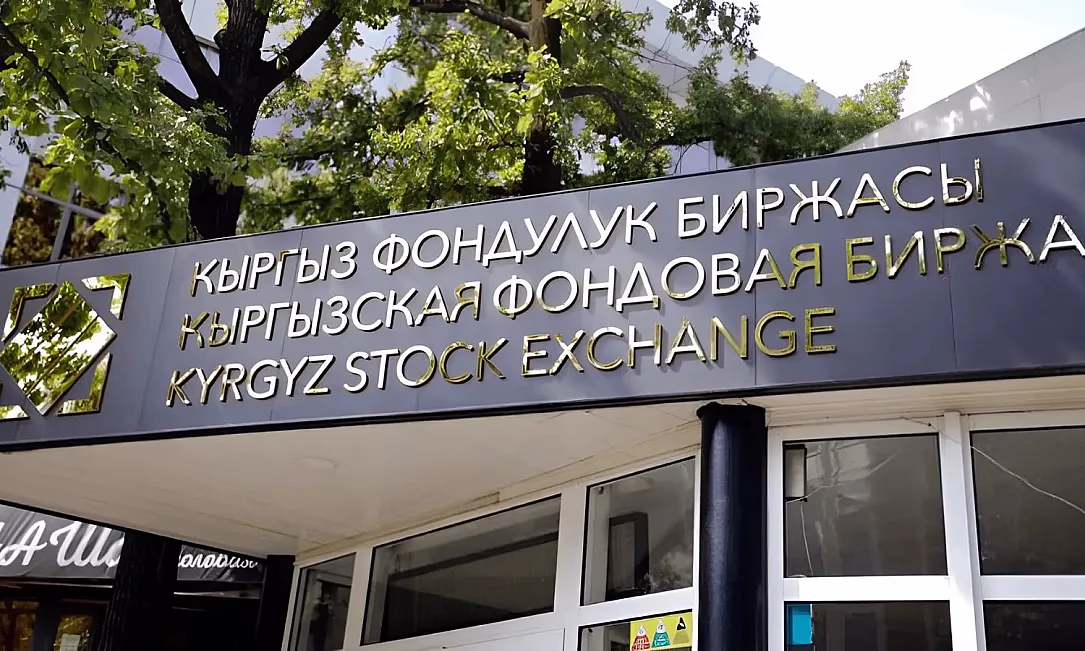 КЫРГЫЗ ФОНДУЛУК БИРЖАСЫ
КЫРГЫЗСКАЯ ФОНДОВАЯ БИРЖА
KYRGYZ STOCK EXCHANGE